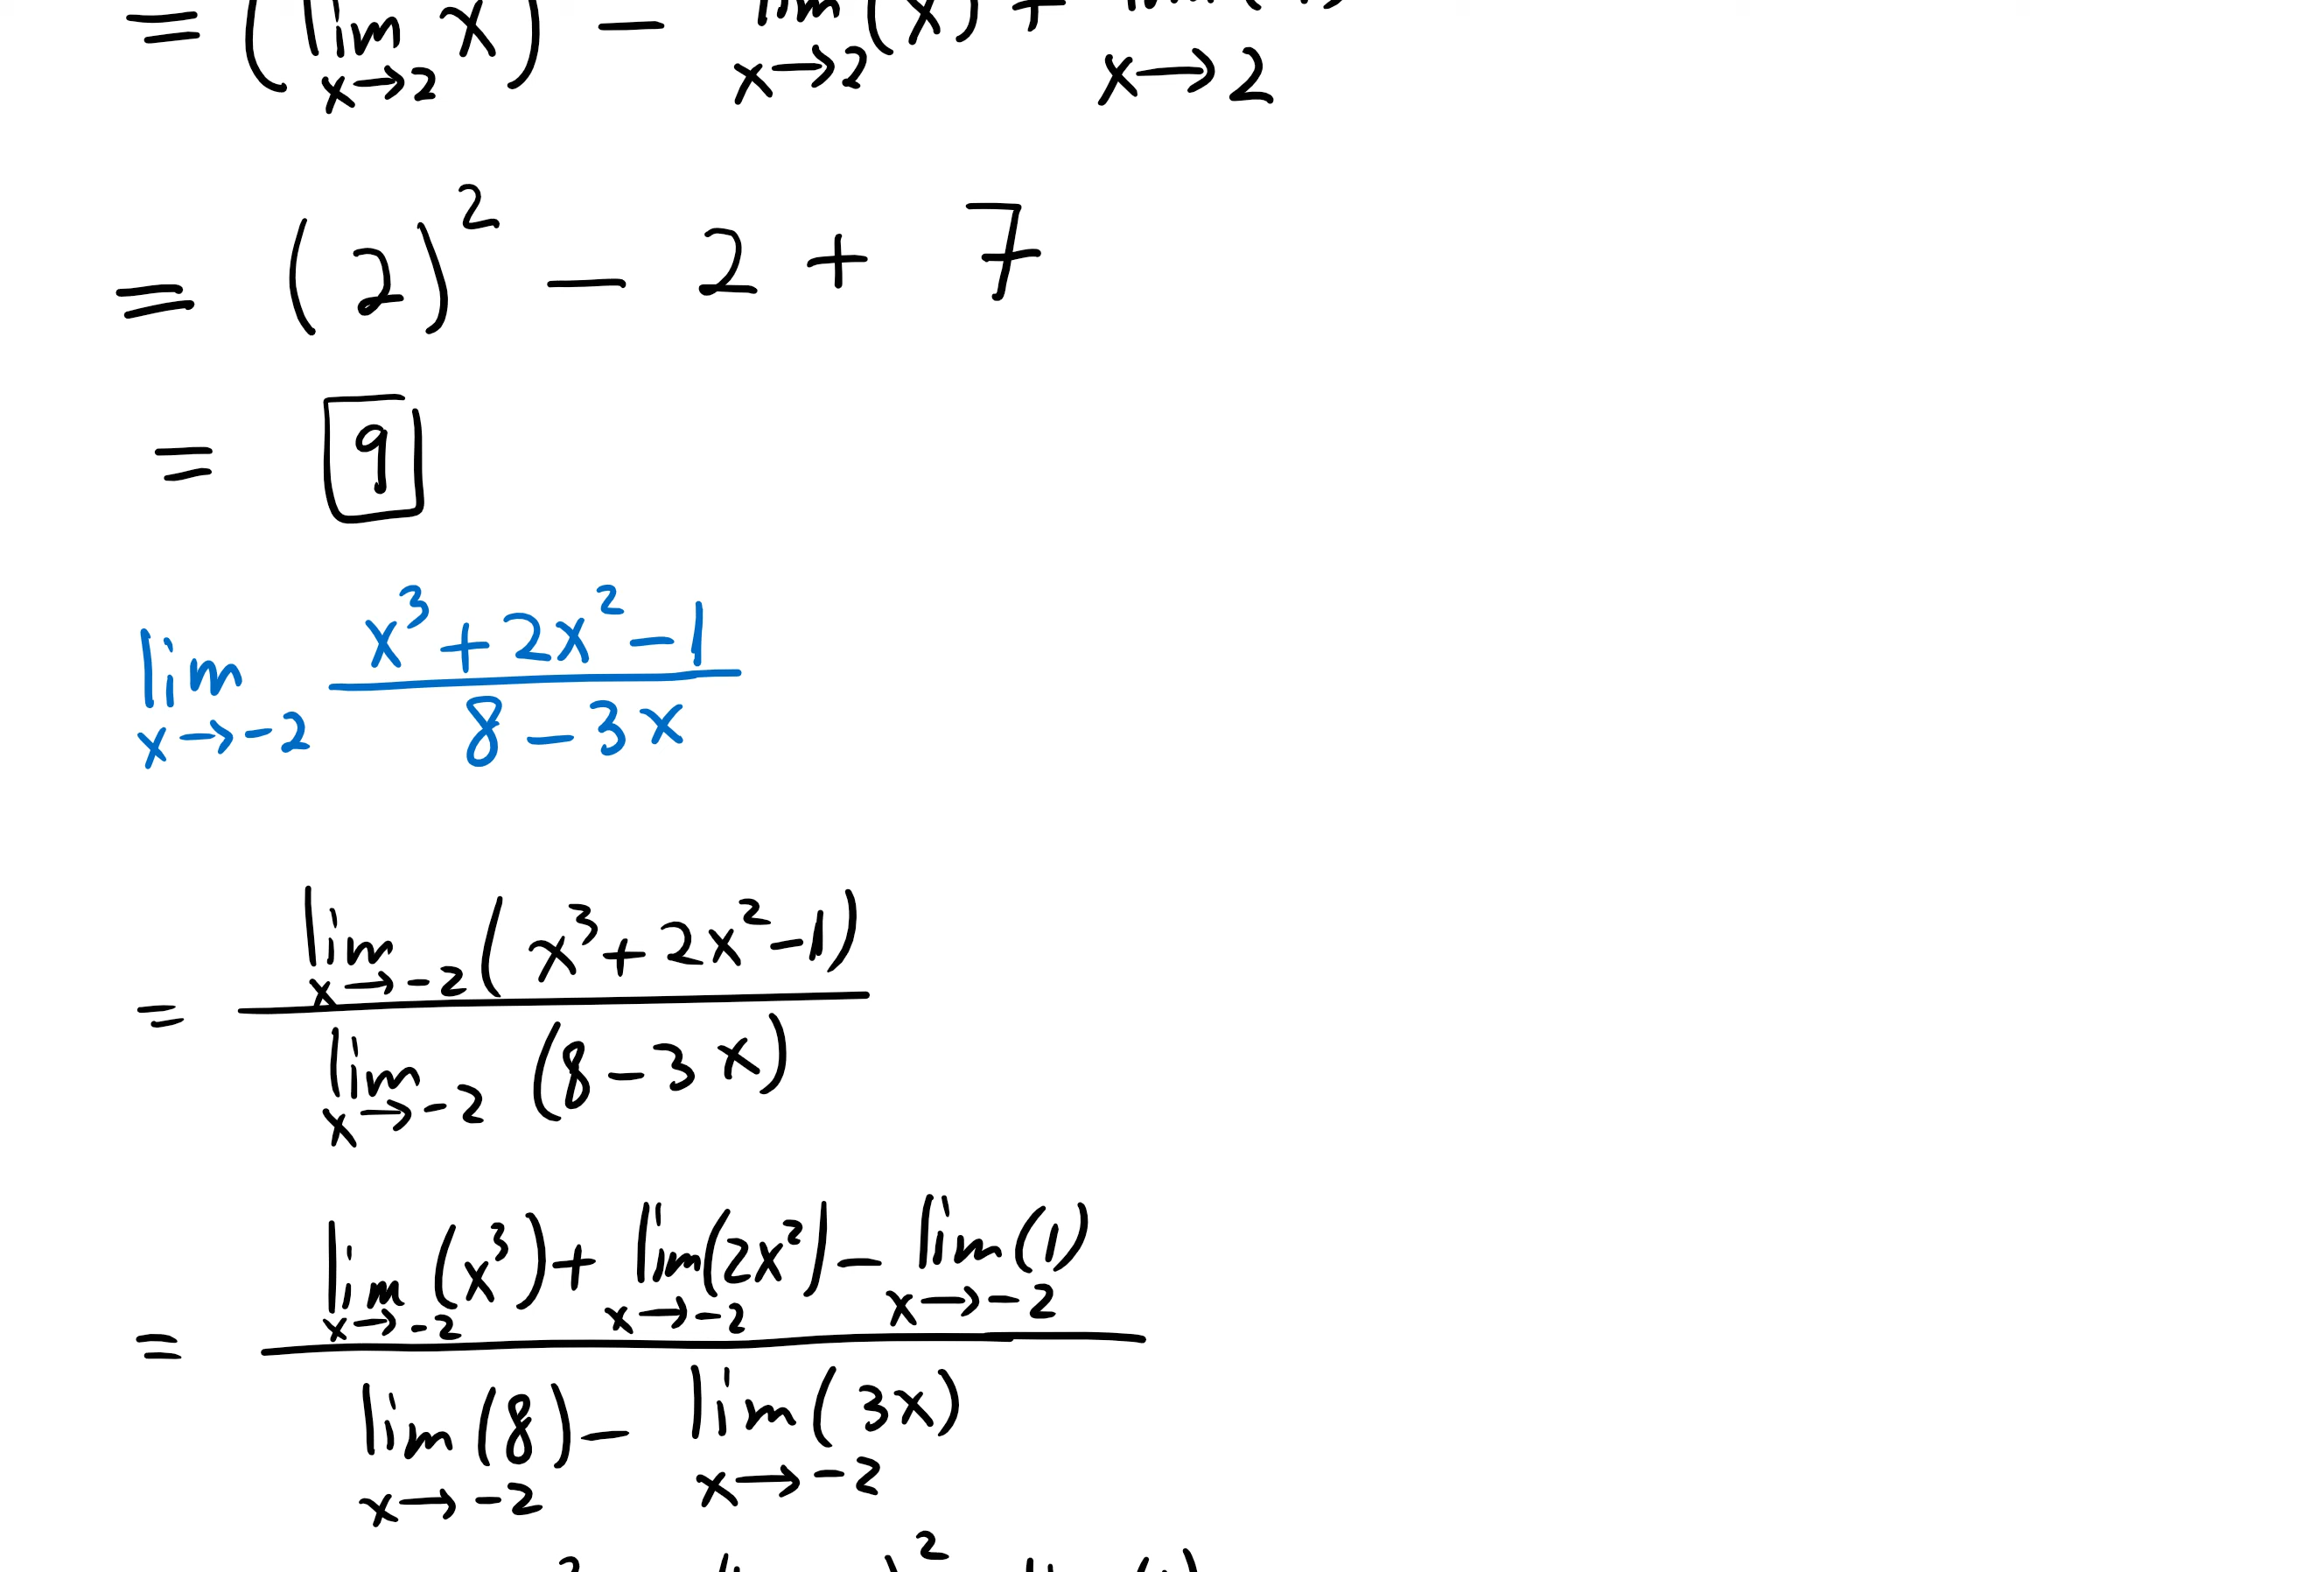 = (lim x) − lim (x) +
x→2 x→2 x→2
= (2)² − 2 + 7
= 9
lim x³ + 2x² − 1
x→−2 8 − 3x
= lim (x³ + 2x² − 1)
x→−2
lim (8 − 3x)
x→−2
= lim (x³) + lim (2x²) − lim (1)
x→−2 x→−2 x→−2
lim (8) − lim (3x)
x→−2 x→−2